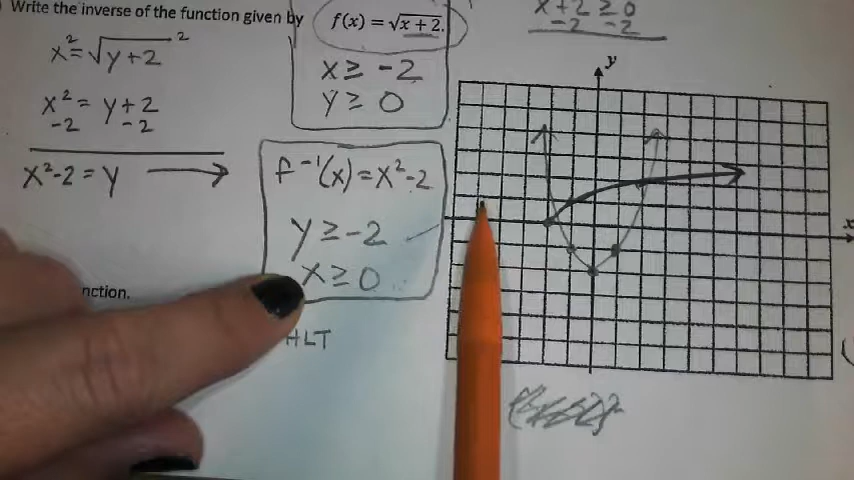 Write the inverse of the function given by f(x) = √x + 2.
x² = √y + 2 ²
x² = y + 2
-2 -2
x² - 2 = y
x ≥ -2
y ≥ 0
f⁻¹(x) = x² - 2
y ≥ -2
x ≥ 0
HLT
nction.
x + 2 ≥ 0
-2 -2
y
x